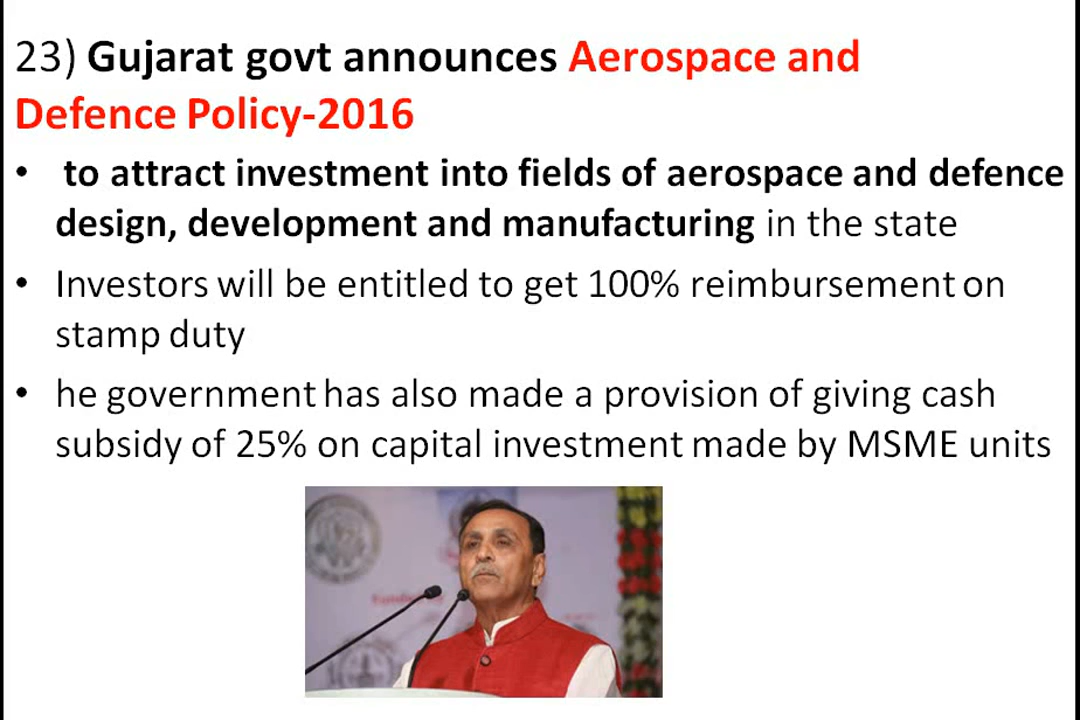 23) Gujarat govt announces Aerospace and
Defence Policy-2016
• to attract investment into fields of aerospace and defence
design, development and manufacturing in the state
• Investors will be entitled to get 100% reimbursement on
stamp duty
• he government has also made a provision of giving cash
subsidy of 25% on capital investment made by MSME units